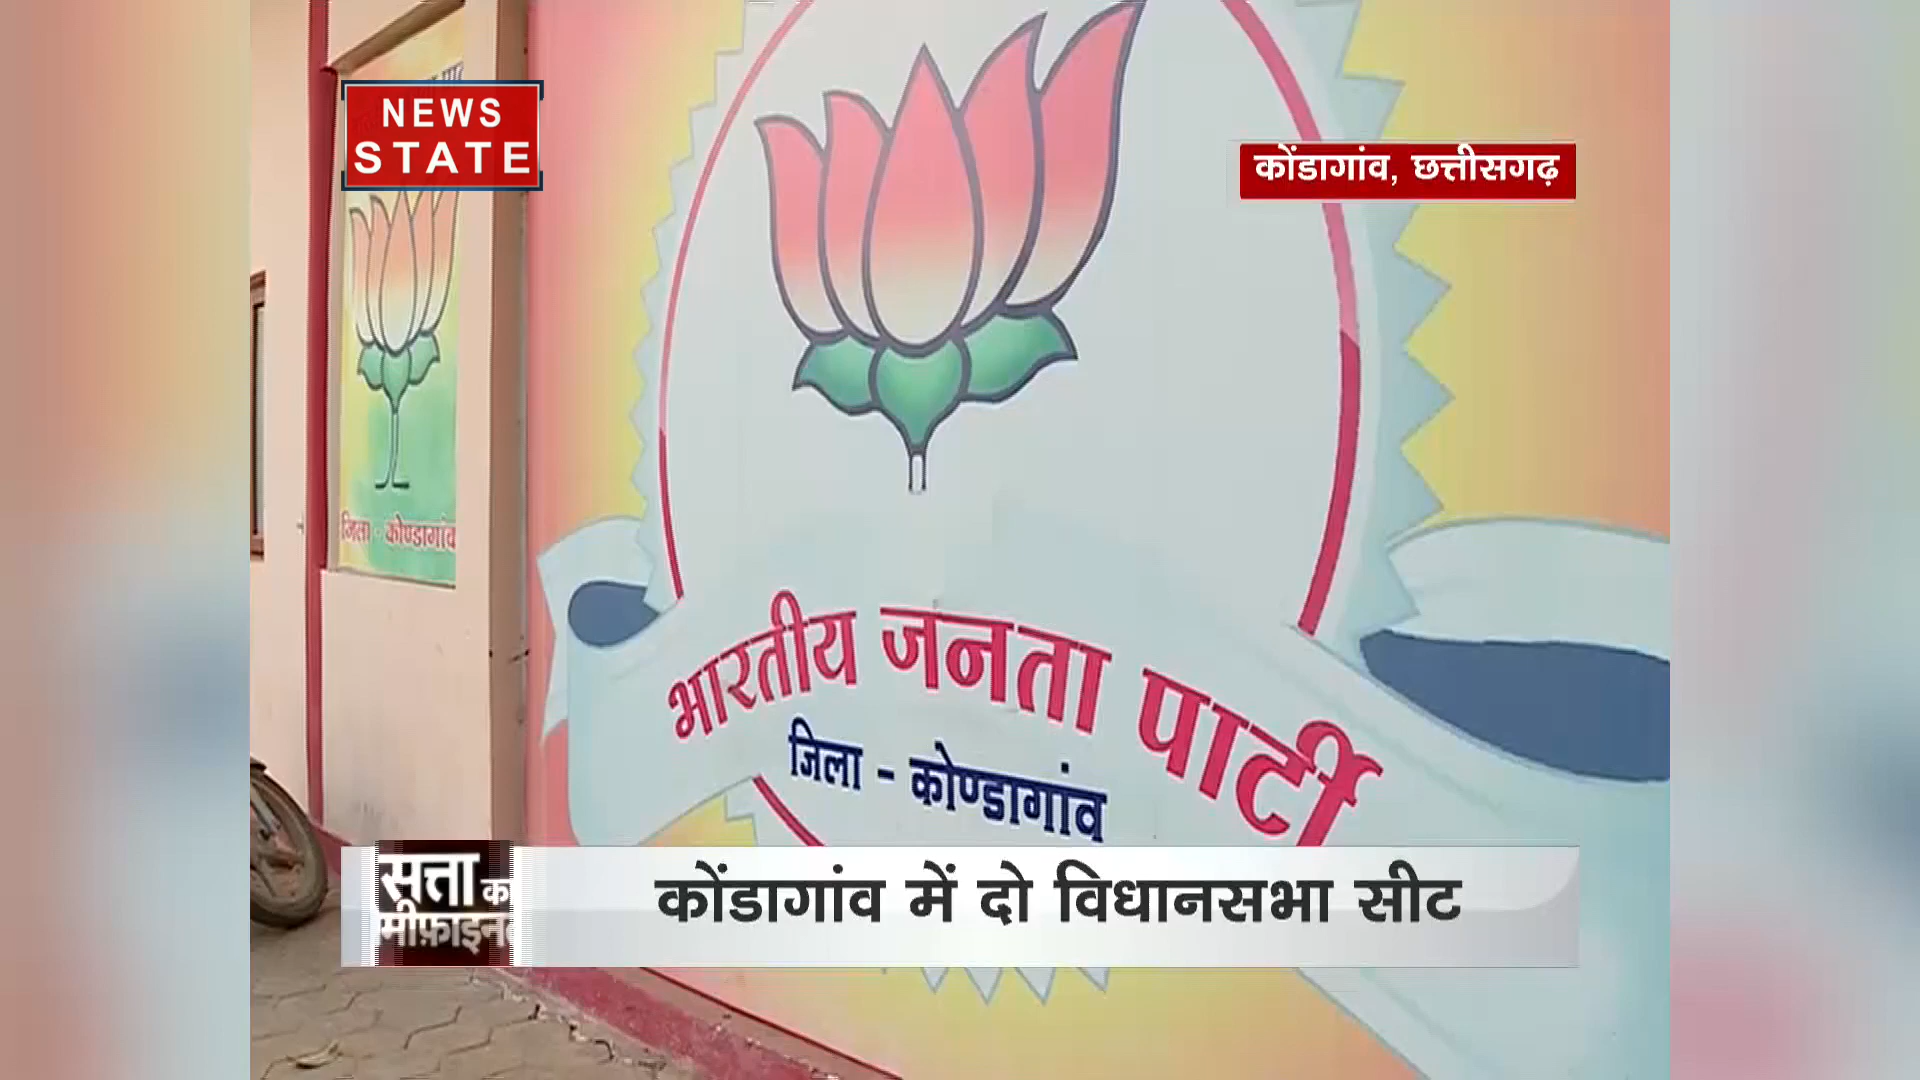 NEWS
STATE
कोंडागांव, छत्तीसगढ़
जिला - कोण्डागांव
भारतीय जनता पार्टी
जिला - कोण्डागांव
सत्ता का
कोंडागांव में दो विधानसभा सीट